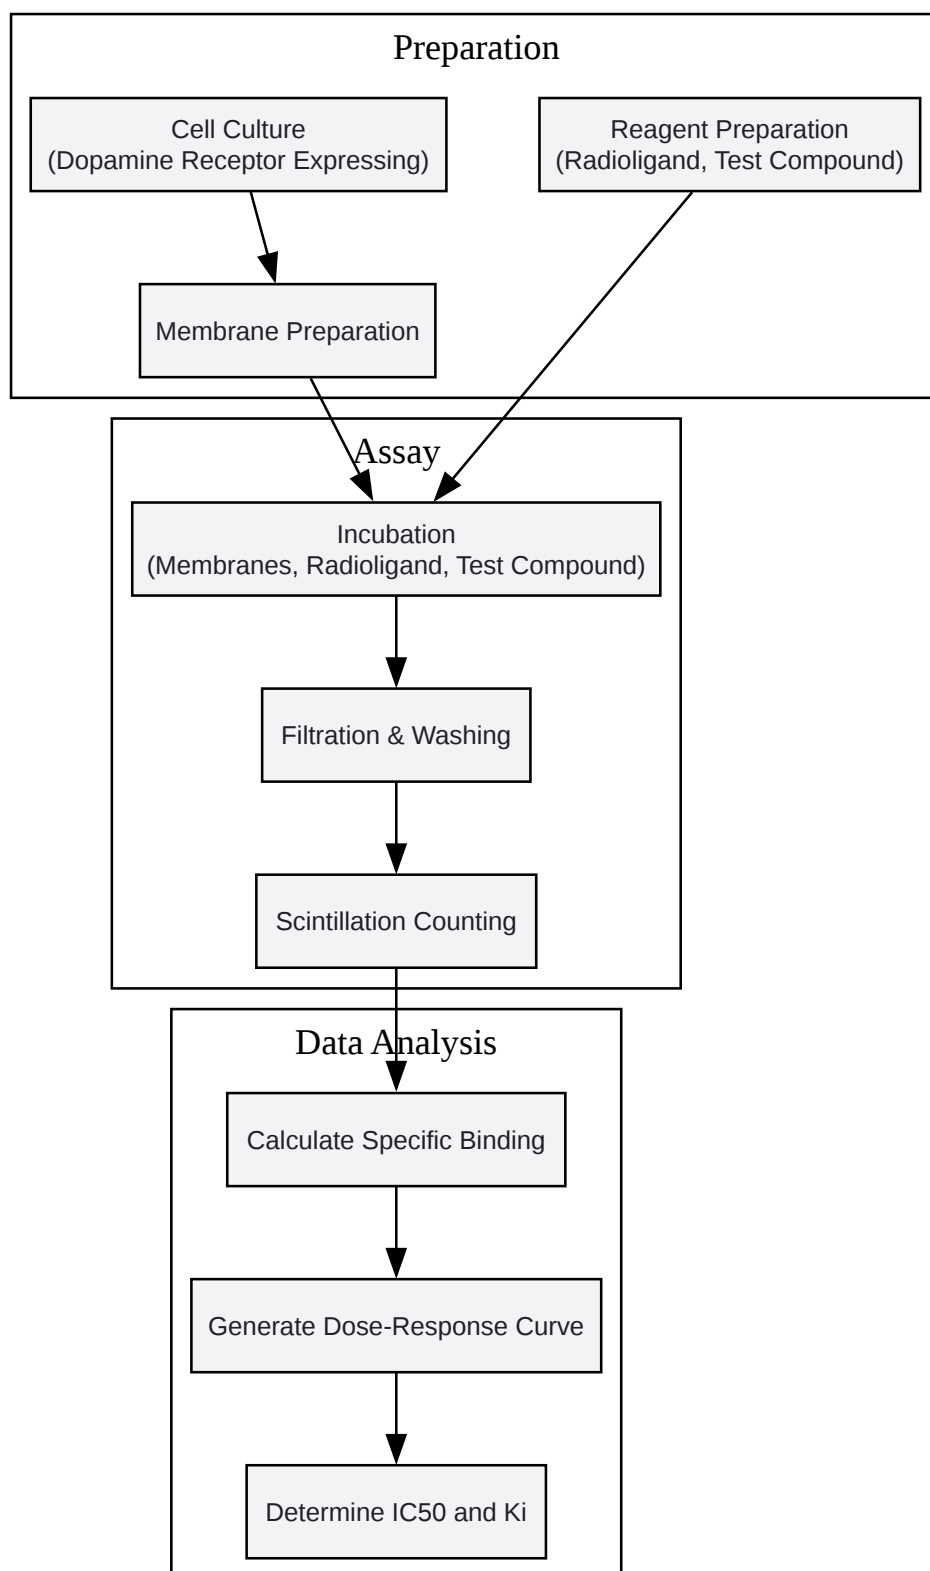 Preparation
Cell Culture
(Dopamine Receptor Expressing)
Reagent Preparation
(Radioligand, Test Compound)
Membrane Preparation
Assay
Incubation
(Membranes, Radioligand, Test Compound)
Filtration & Washing
Scintillation Counting
Data Analysis
Calculate Specific Binding
Generate Dose-Response Curve
Determine IC50 and Ki